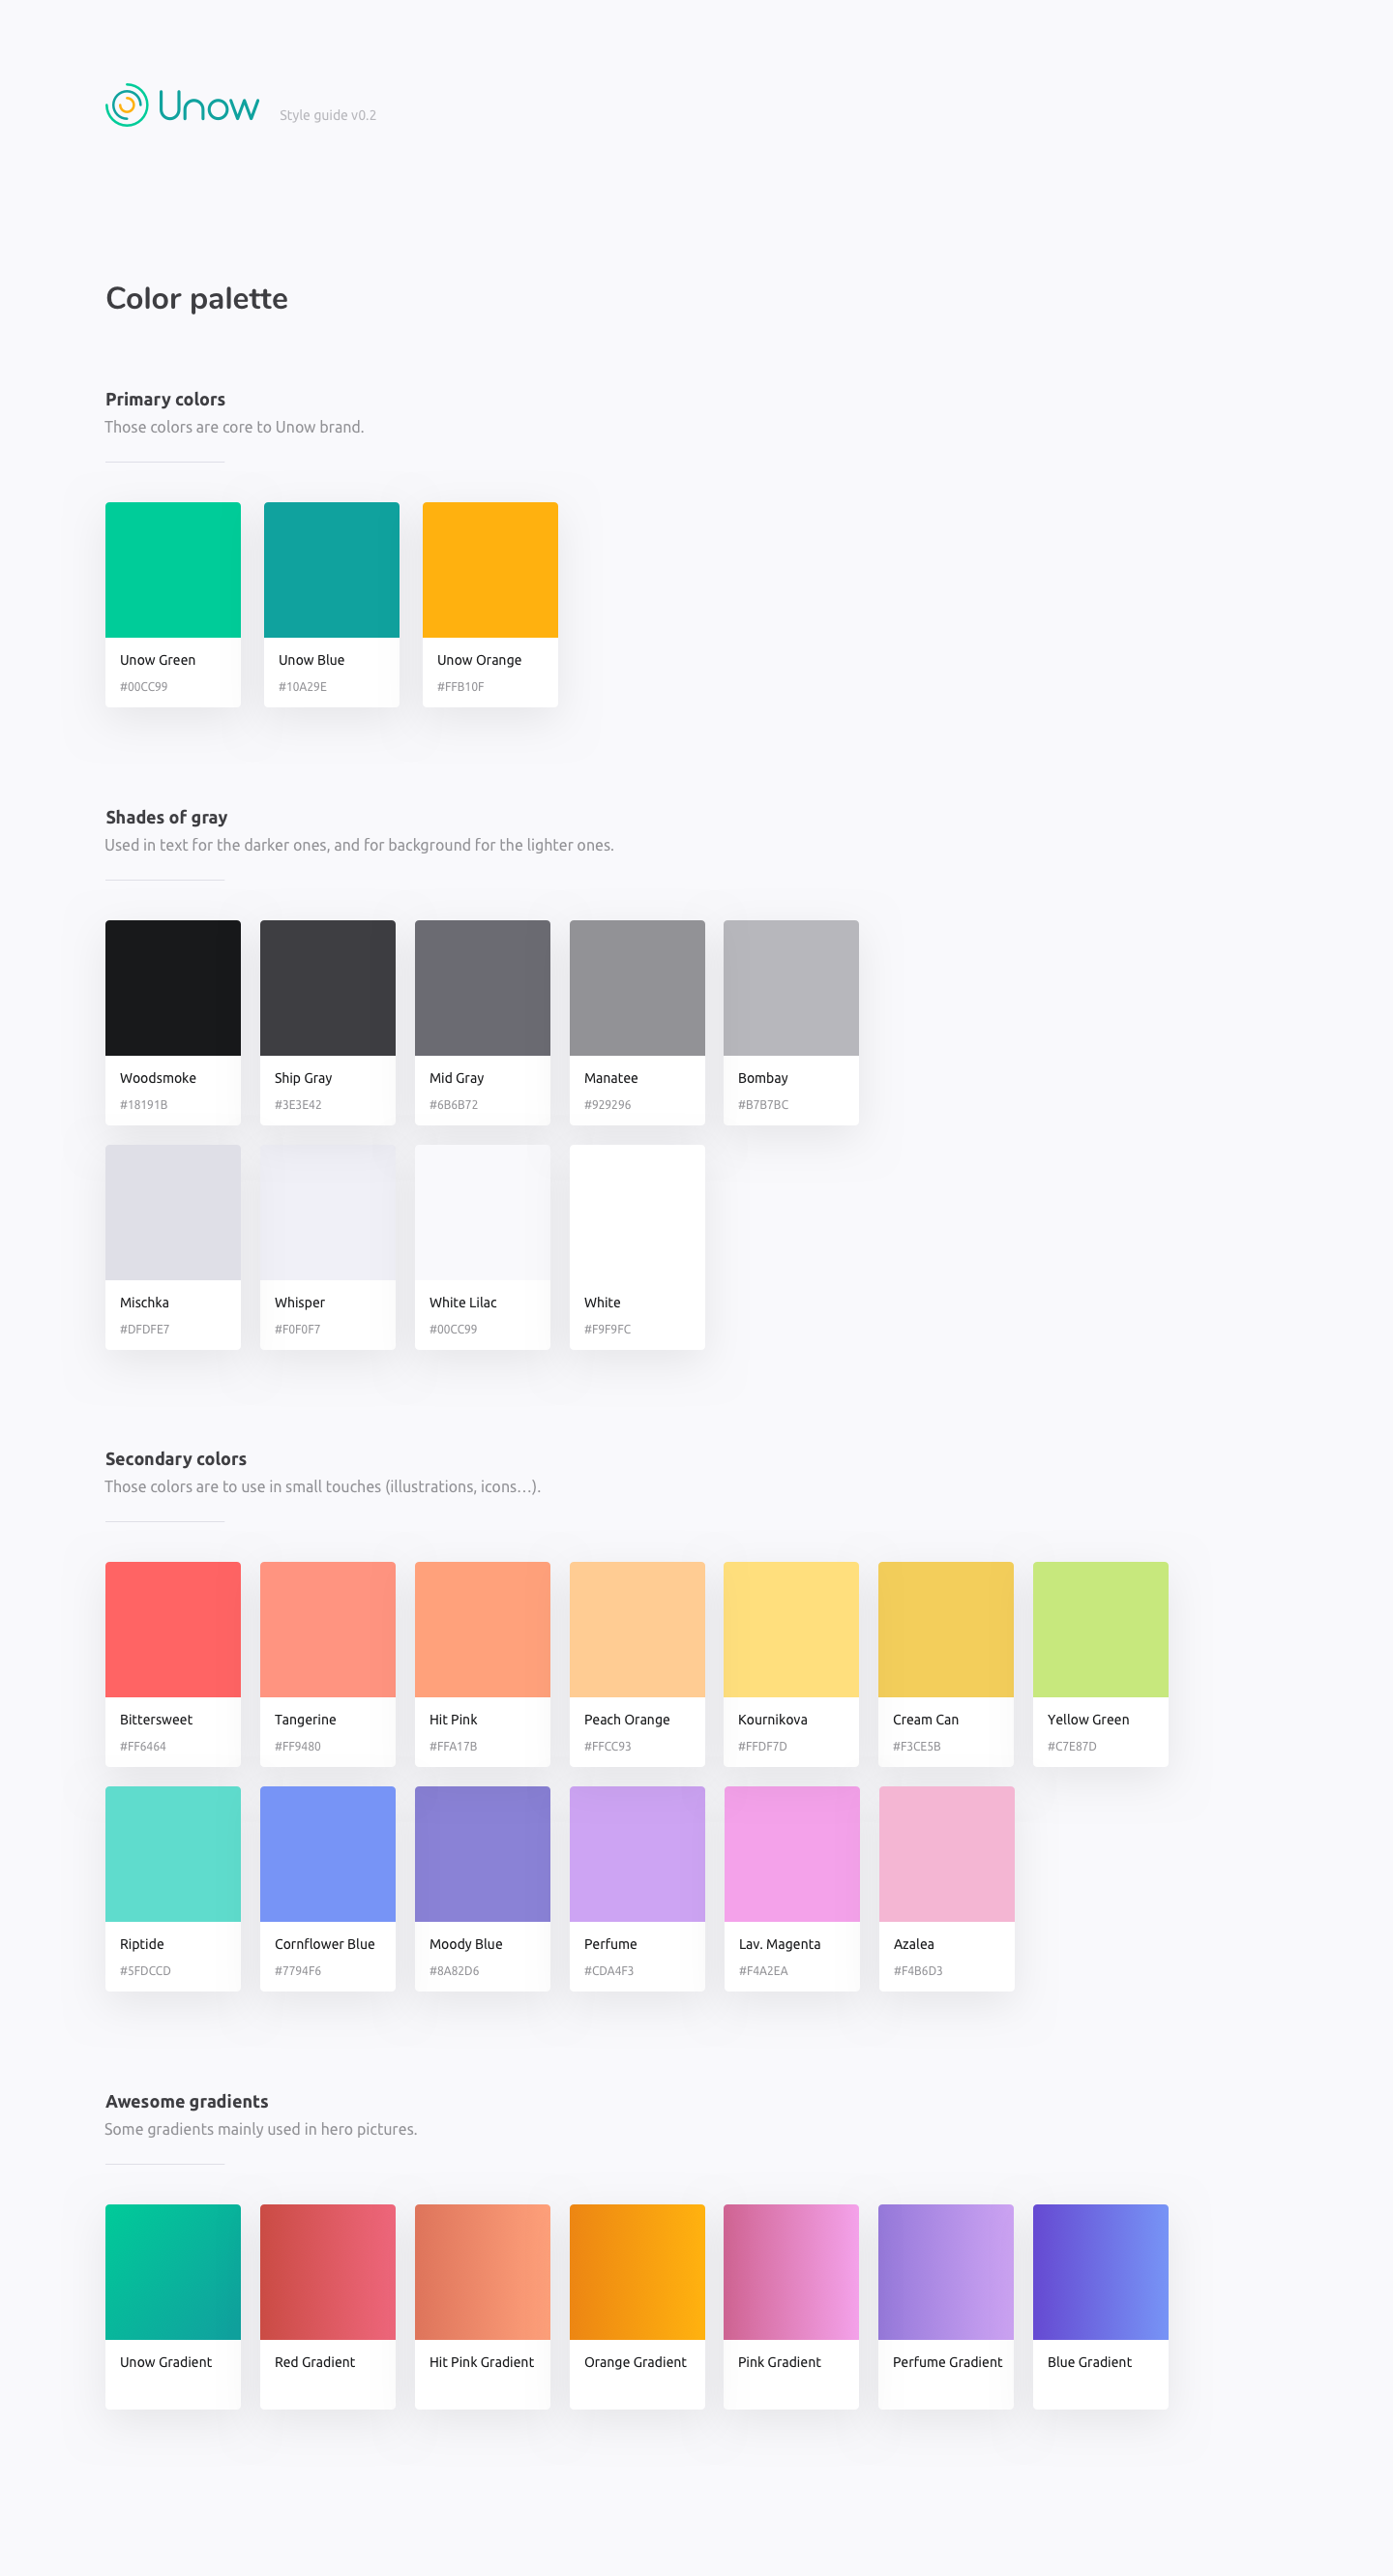 Unow Style guide v0.2
Color palette
Primary colors
Those colors are core to Unow brand.
Unow Green Unow Blue Unow Orange
#00CC99 #10A29E #FFB10F
Shades of gray
Used in text for the darker ones, and for background for the lighter ones.
Woodsmoke Ship Gray Mid Gray Manatee Bombay
#18191B #3E3E42 #6B6B72 #929296 #B7B7BC
Mischka Whisper White Lilac White
#DFDFE7 #F0F0F7 #00CC99 #F9F9FC
Secondary colors
Those colors are to use in small touches (illustrations, icons…).
Bittersweet Tangerine Hit Pink Peach Orange Kournikova Cream Can Yellow Green
#FF6464 #FF9480 #FFA17B #FFCC93 #FFDF7D #F3CE5B #C7E87D
Riptide Cornflower Blue Moody Blue Perfume Lav. Magenta Azalea
#5FDCCD #7794F6 #8A82D6 #CDA4F3 #F4A2EA #F4B6D3
Awesome gradients
Some gradients mainly used in hero pictures.
Unow Gradient Red Gradient Hit Pink Gradient Orange Gradient Pink Gradient Perfume Gradient Blue Gradient